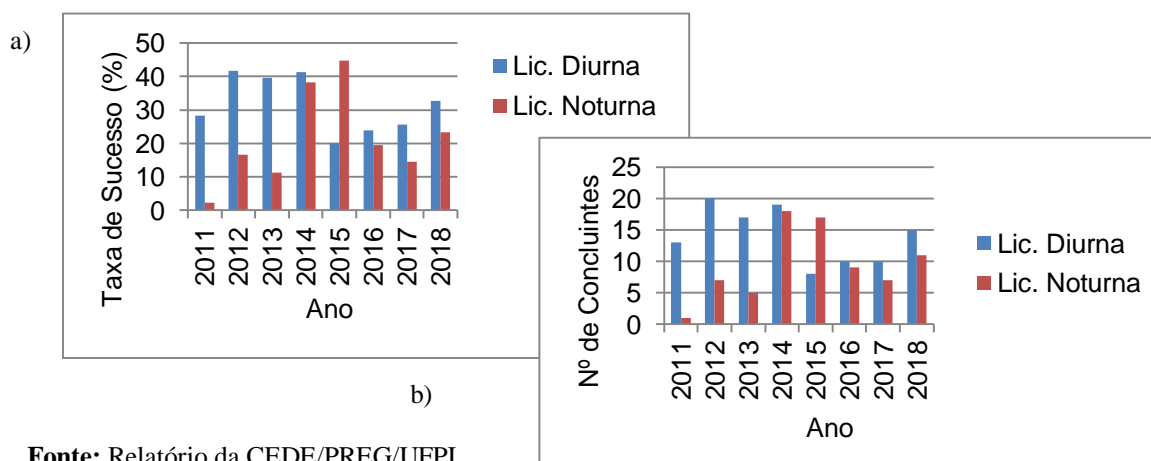 a)
Taxa de Sucesso (%)
50
40
30
20
10
0
2011
2012
2013
2014
2015
2016
2017
2018
Ano
Lic. Diurna
Lic. Noturna
b)
Nº de Concluintes
25
20
15
10
5
0
2011
2012
2013
2014
2015
2016
2017
2018
Ano
Lic. Diurna
Lic. Noturna
Fonte: Relatório da CEDE/PREG/UFPI